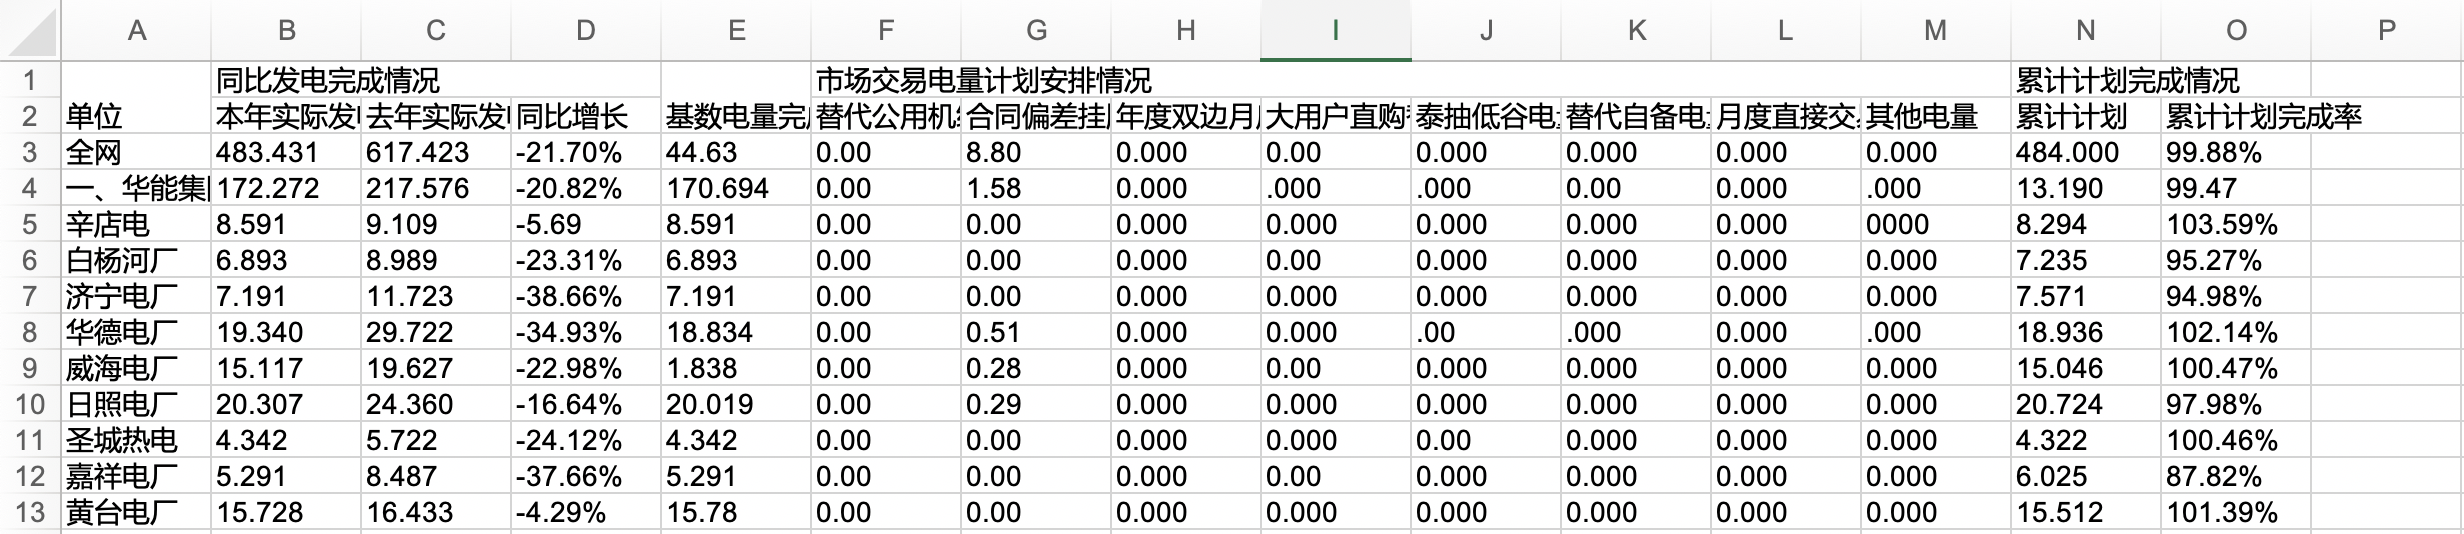 A B C D E F G H I J K L M N O P
1 同比发电完成情况 市场交易电量计划安排情况 累计计划完成情况
2 单位 本年实际发 去年实际发 同比增长 基数电量完 替代公用机 合同偏差挂 年度双边月 大用户直购 泰抽低谷电 替代自备电 月度直接交 其他电量 累计计划 累计计划完成率
3 全网 483.431 617.423 -21.70% 44.63 0.00 8.80 0.000 0.00 0.000 0.000 0.000 0.000 484.000 99.88%
4 一、华能集 172.272 217.576 -20.82% 170.694 0.00 1.58 0.000 .000 .000 0.00 0.000 .000 13.190 99.47
5 辛店电 8.591 9.109 -5.69 8.591 0.00 0.00 0.000 0.000 0.000 0.000 0.000 0000 8.294 103.59%
6 白杨河厂 6.893 8.989 -23.31% 6.893 0.00 0.00 0.000 0.00 0.000 0.000 0.000 0.000 7.235 95.27%
7 济宁电厂 7.191 11.723 -38.66% 7.191 0.00 0.00 0.000 0.000 0.000 0.000 0.000 0.000 7.571 94.98%
8 华德电厂 19.340 29.722 -34.93% 18.834 0.00 0.51 0.000 0.000 .00 .000 0.000 .000 18.936 102.14%
9 威海电厂 15.117 19.627 -22.98% 1.838 0.00 0.28 0.000 0.00 0.000 0.000 0.000 0.000 15.046 100.47%
10 日照电厂 20.307 24.360 -16.64% 20.019 0.00 0.29 0.000 0.000 0.000 0.000 0.000 0.000 20.724 97.98%
11 圣城热电 4.342 5.722 -24.12% 4.342 0.00 0.00 0.000 0.000 0.00 0.000 0.000 0.000 4.322 100.46%
12 嘉祥电厂 5.291 8.487 -37.66% 5.291 0.00 0.00 0.000 0.00 0.000 0.000 0.000 0.000 6.025 87.82%
13 黄台电厂 15.728 16.433 -4.29% 15.78 0.00 0.00 0.000 0.000 0.000 0.000 0.000 0.000 15.512 101.39%